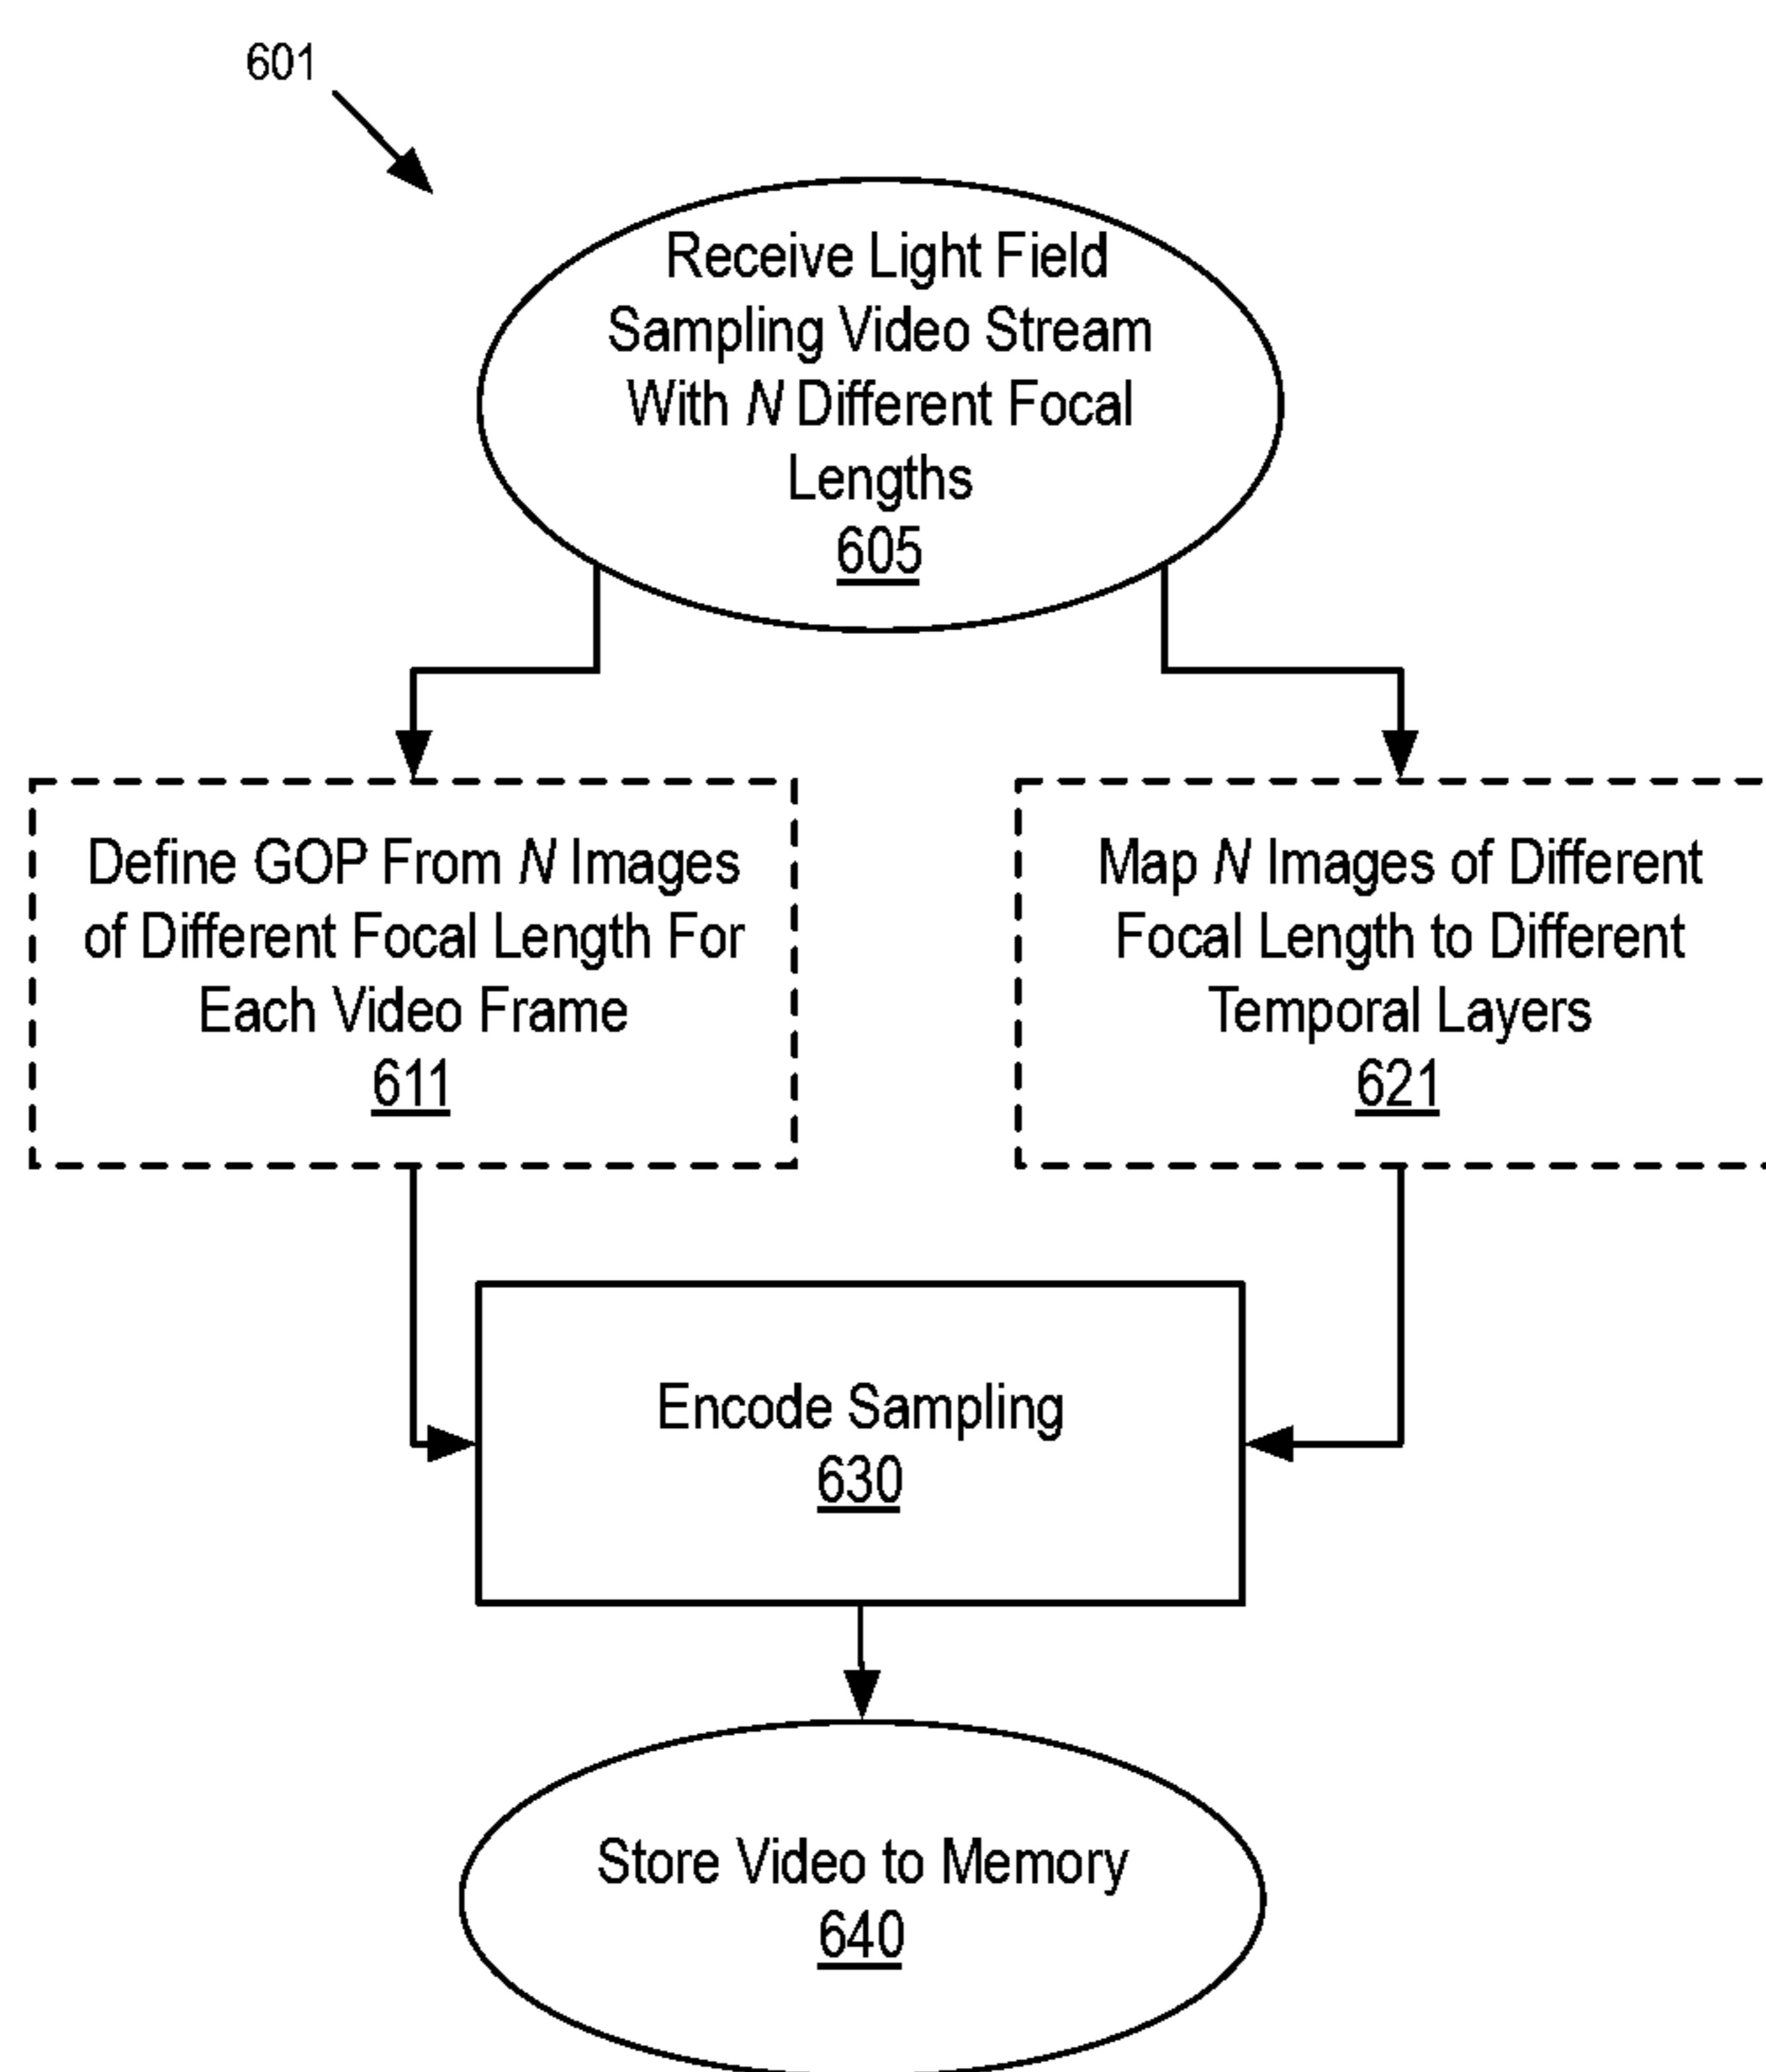 601
Receive Light Field
Sampling Video Stream
With N Different Focal
Lengths
605
Define GOP From N Images
of Different Focal Length For
Each Video Frame
611
Map N Images of Different
Focal Length to Different
Temporal Layers
621
Encode Sampling
630
Store Video to Memory
640